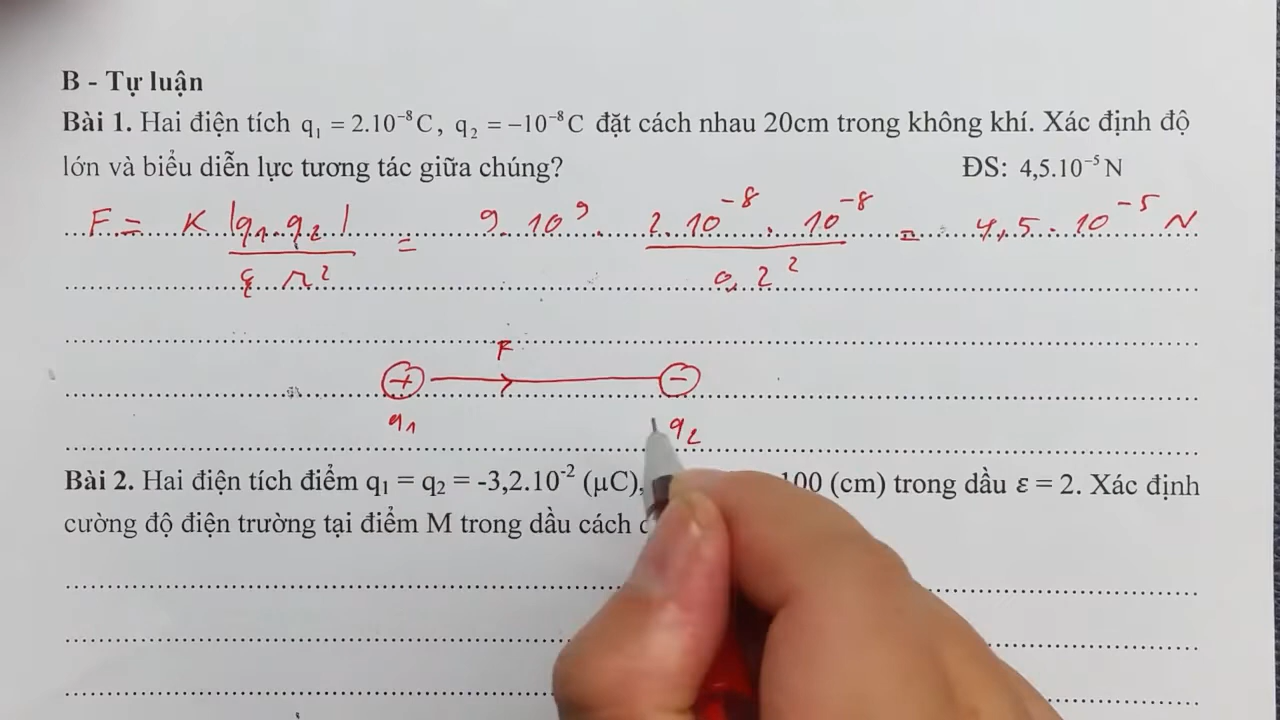 B - Tự luận
Bài 1. Hai điện tích q₁ = 2.10⁻⁸C, q₂ = −10⁻⁸C đặt cách nhau 20cm trong không khí. Xác định độ
lớn và biểu diễn lực tương tác giữa chúng? ĐS: 4,5.10⁻⁵ N
F = K |q₁.q₂| / ε r² = 9.10⁹. 2.10⁻⁸ . 10⁻⁸ / 0,2² = 4,5.10⁻⁵ N
F
+ −
q₁ q₂
Bài 2. Hai điện tích điểm q₁ = q₂ = -3,2.10⁻² (μC), 100 (cm) trong dầu ε = 2. Xác định
cường độ điện trường tại điểm M trong dầu cách